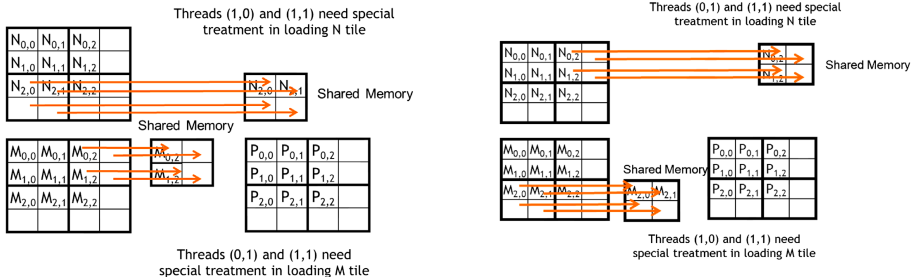 Threads (1,0) and (1,1) need special
treatment in loading N tile
N0,0 N0,1 N0,2
N1,0 N1,1 N1,2
N2,0 N2,1 N2,2
N2,0 N2,1
Shared Memory
Shared Memory
M0,0 M0,1 M0,2
M1,0 M1,1 M1,2
M2,0 M2,1 M2,2
M0,2
M1,2
P0,0 P0,1 P0,2
P1,0 P1,1 P1,2
P2,0 P2,1 P2,2
Threads (0,1) and (1,1) need
special treatment in loading M tile
Threads (0,1) and (1,1) need special
treatment in loading N tile
N0,0 N0,1 N0,2
N1,0 N1,1 N1,2
N2,0 N2,1 N2,2
N0,2
N1,2
Shared Memory
M0,0 M0,1 M0,2
M1,0 M1,1 M1,2
M2,0 M2,1 M2,2
Shared Memory
M2,0 M2,1
P0,0 P0,1 P0,2
P1,0 P1,1 P1,2
P2,0 P2,1 P2,2
Threads (1,0) and (1,1) need
special treatment in loading M tile